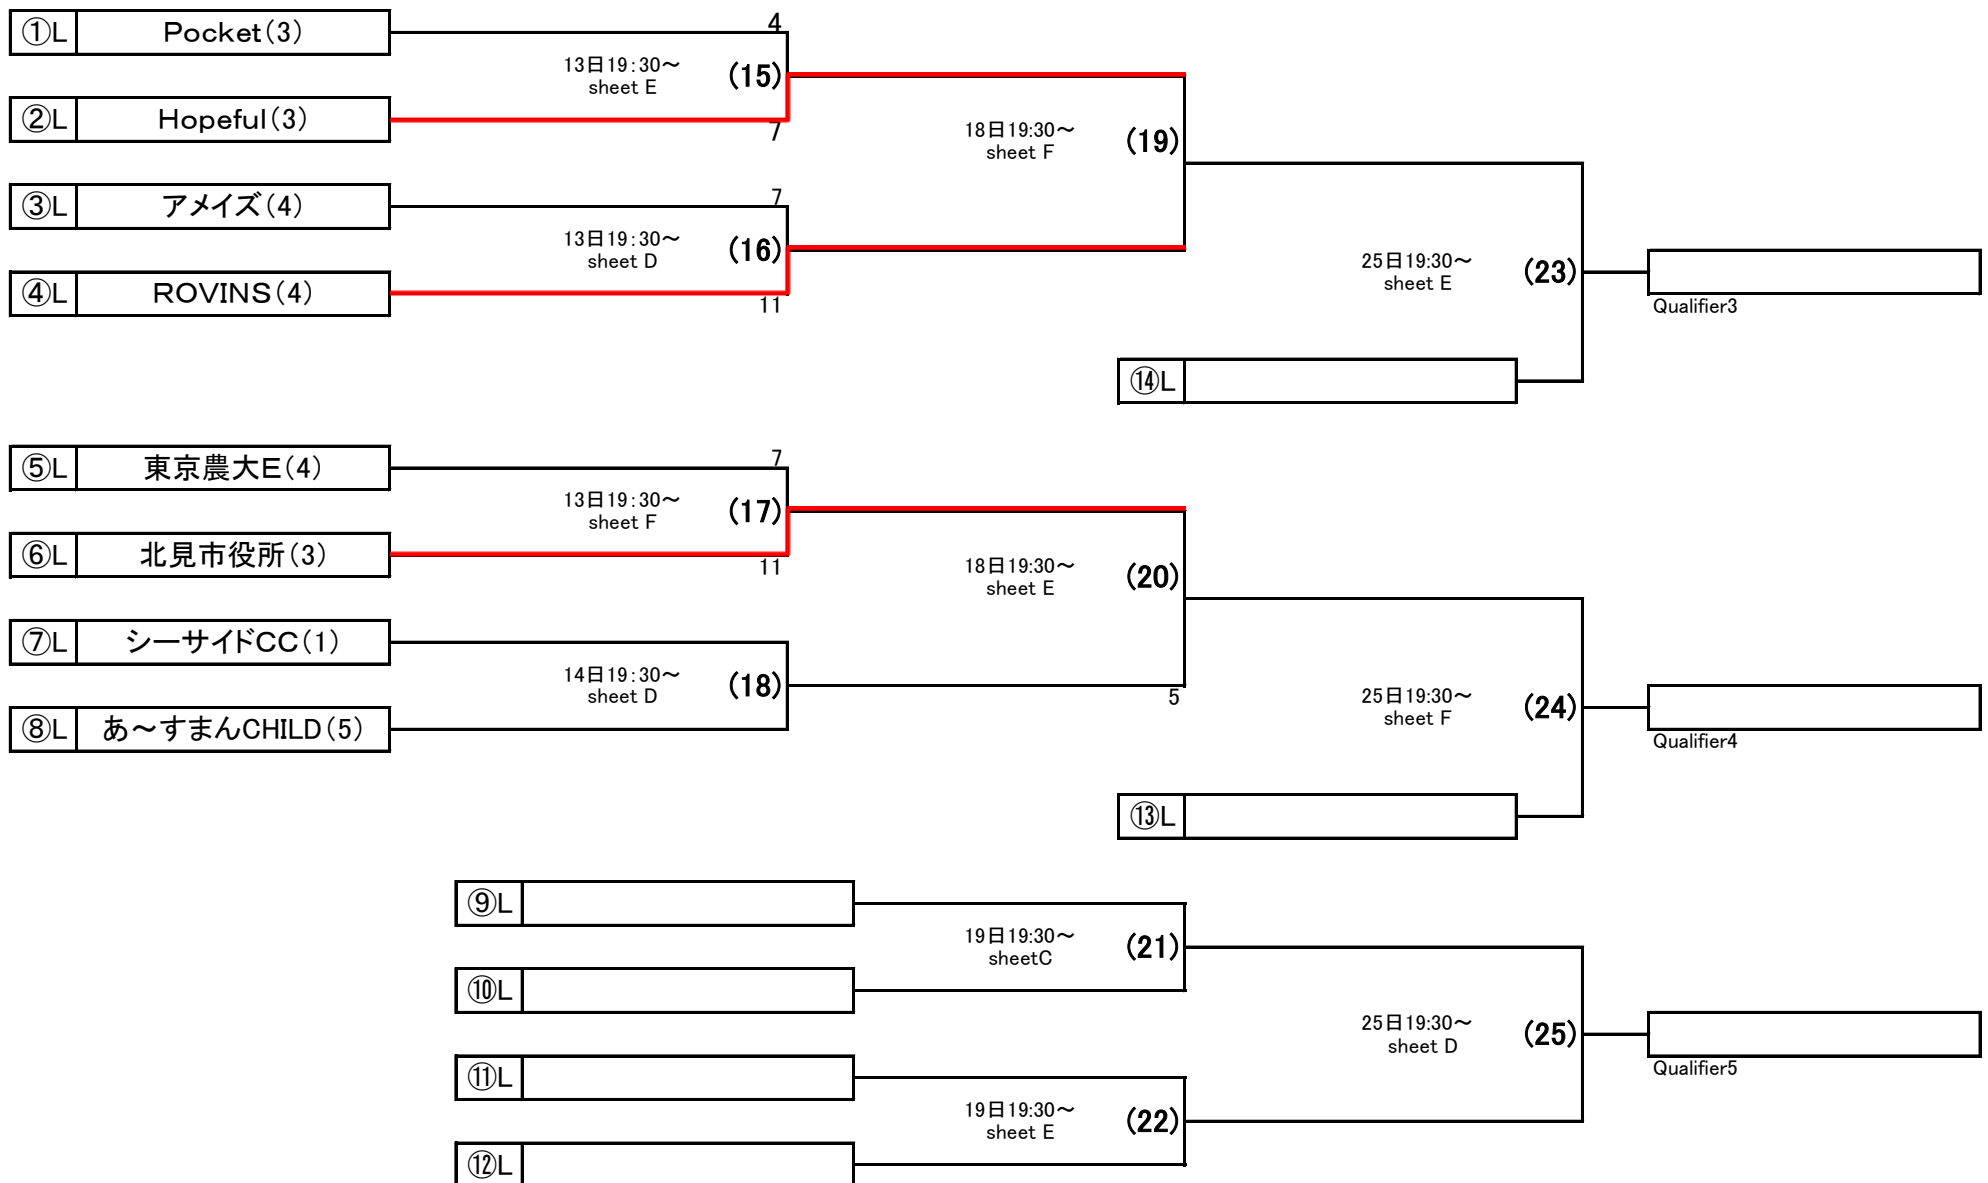 ①L Pocket(3)
4
13日19:30～
sheet E
(15)
②L Hopeful(3)
7
18日19:30～
sheet F
(19)
③L アメイズ(4)
7
13日19:30～
sheet D
(16)
④L ROVINS(4)
11
25日19:30～
sheet E
(23)
Qualifier3
⑭L
⑤L 東京農大E(4)
7
13日19:30～
sheet F
(17)
⑥L 北見市役所(3)
11
18日19:30～
sheet E
(20)
⑦L シーサイドCC(1)
14日19:30～
sheet D
(18)
5
⑧L あ～すまんCHILD(5)
25日19:30～
sheet F
(24)
Qualifier4
⑬L
⑨L
19日19:30～
sheetC
(21)
⑩L
25日19:30～
sheet D
(25)
Qualifier5
⑪L
19日19:30～
sheet E
(22)
⑫L